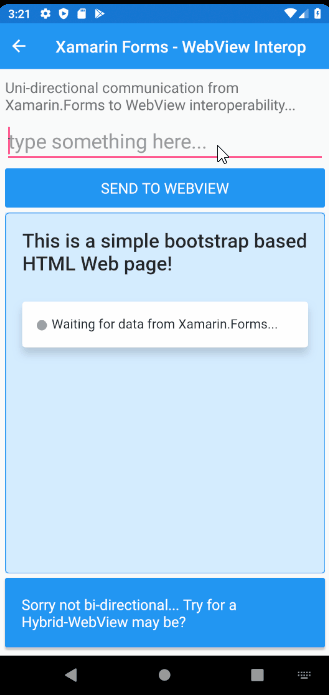 3:21
Xamarin Forms - WebView Interop
Uni-directional communication from
Xamarin.Forms to WebView interoperability...
type something here...
SEND TO WEBVIEW
This is a simple bootstrap based
HTML Web page!
Waiting for data from Xamarin.Forms...
Sorry not bi-directional... Try for a
Hybrid-WebView may be?